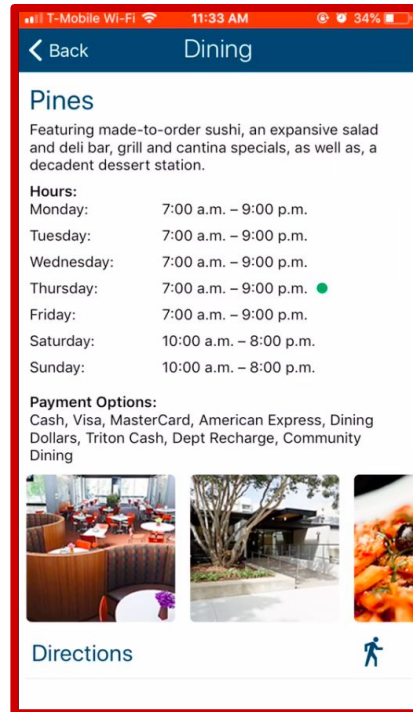 T-Mobile Wi-Fi 11:33 AM 34%
Back Dining
Pines
Featuring made-to-order sushi, an expansive salad
and deli bar, grill and cantina specials, as well as, a
decadent dessert station.
Hours:
Monday: 7:00 a.m. – 9:00 p.m.
Tuesday: 7:00 a.m. – 9:00 p.m.
Wednesday: 7:00 a.m. – 9:00 p.m.
Thursday: 7:00 a.m. – 9:00 p.m.
Friday: 7:00 a.m. – 9:00 p.m.
Saturday: 10:00 a.m. – 8:00 p.m.
Sunday: 10:00 a.m. – 8:00 p.m.
Payment Options:
Cash, Visa, MasterCard, American Express, Dining
Dollars, Triton Cash, Dept Recharge, Community
Dining
Directions